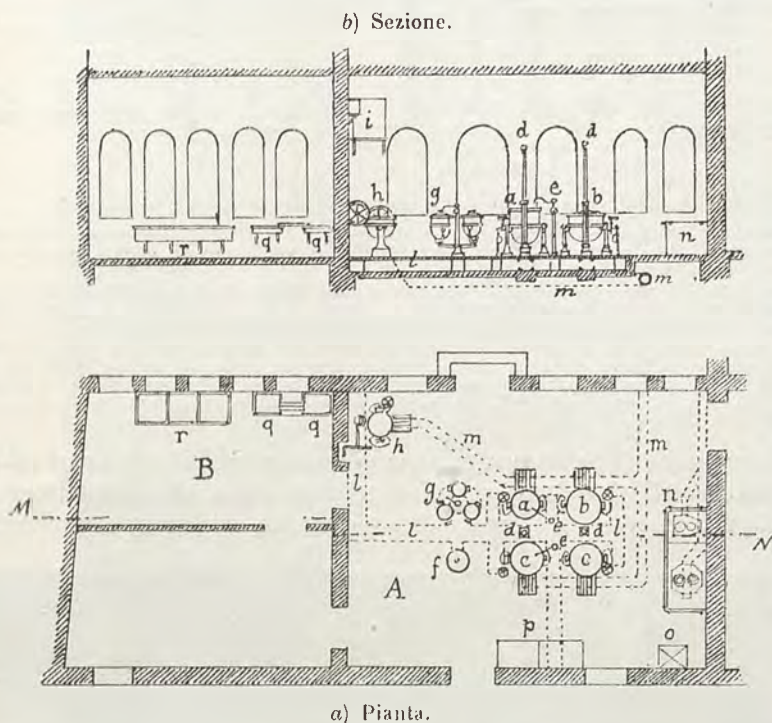 b) Sezione.
i d d
h g a e b
r q q l n
m m
r q q h m m
B l g a b n
M l d e d l N
f c e c
A
p o
a) Pianta.